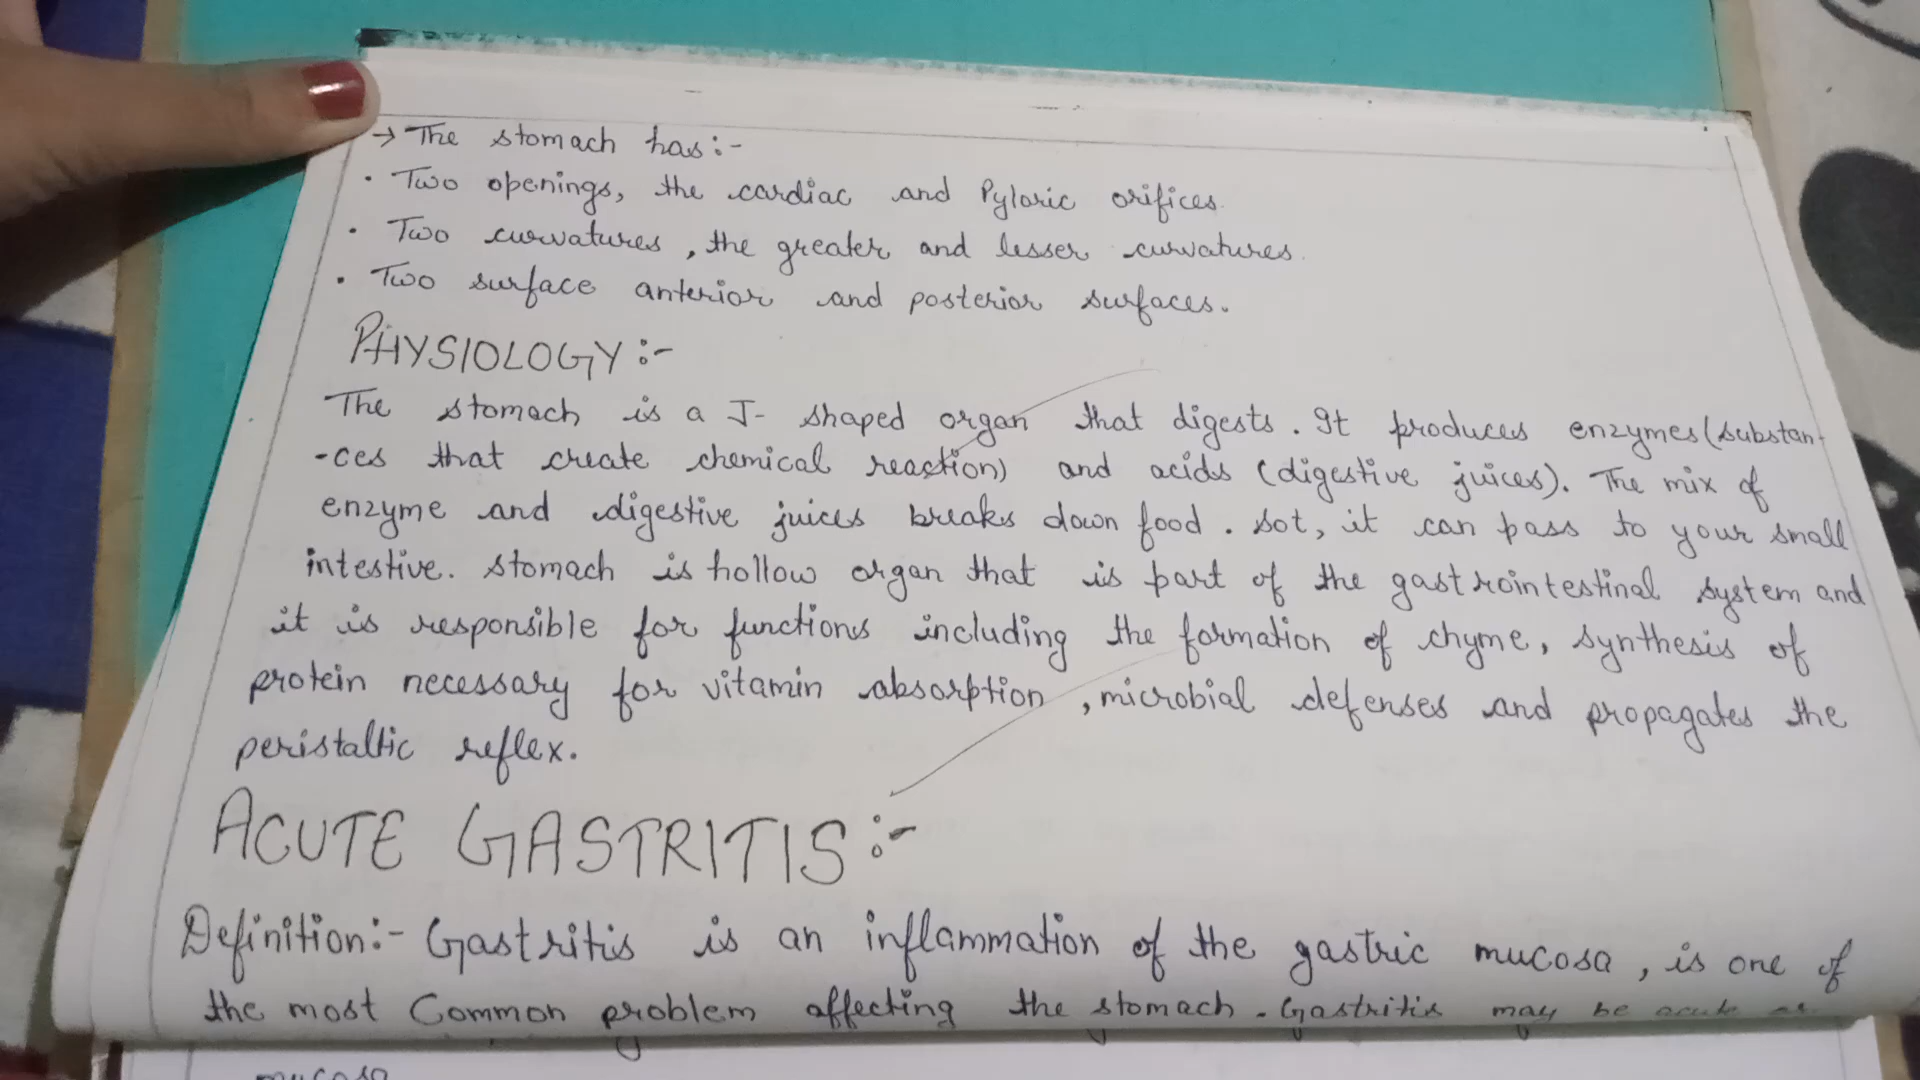 → The stomach has:-
• Two openings, the cardiac and Pyloric orifices.
• Two curvatures, the greater and lesser curvatures.
• Two surface anterior and posterior surfaces.
PHYSIOLOGY:-
The stomach is a J- shaped organ that digests. It produces enzymes (substan-
-ces that create chemical reaction) and acids (digestive juices). The mix of
enzyme and digestive juices breaks down food. Sot, it can pass to your small
intestive. stomach is hollow organ that is part of the gastrointestinal system and
it is responsible for functions including the formation of chyme, synthesis of
protein necessary for vitamin absorption, microbial defenses and propagates the
peristaltic reflex.
ACUTE GASTRITIS:-
Definition:- Gastritis is an inflammation of the gastric mucosa, is one of
the most Common problem affecting the stomach. Gastritis may be acute or
mucosa